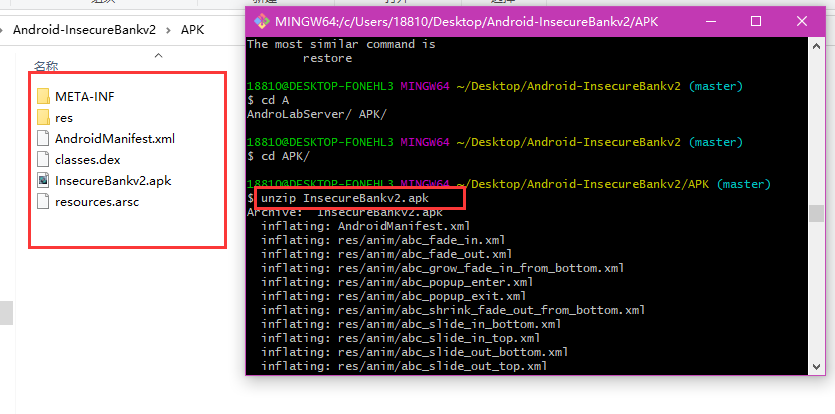 Android-InsecureBankv2
APK
名称
META-INF
res
AndroidManifest.xml
classes.dex
InsecureBankv2.apk
resources.arsc
MINGW64:/c/Users/18810/Desktop/Android-InsecureBankv2/APK
The most similar command is
restore
18810@DESKTOP-FONEHL3 MINGW64 ~/Desktop/Android-InsecureBankv2 (master)
$ cd A
AndroLabServer/ APK/
18810@DESKTOP-FONEHL3 MINGW64 ~/Desktop/Android-InsecureBankv2 (master)
$ cd APK/
18810@DESKTOP-FONEHL3 MINGW64 ~/Desktop/Android-InsecureBankv2/APK (master)
$ unzip InsecureBankv2.apk
Archive:  InsecureBankv2.apk
inflating: AndroidManifest.xml
inflating: res/anim/abc_fade_in.xml
inflating: res/anim/abc_fade_out.xml
inflating: res/anim/abc_grow_fade_in_from_bottom.xml
inflating: res/anim/abc_popup_enter.xml
inflating: res/anim/abc_popup_exit.xml
inflating: res/anim/abc_shrink_fade_out_from_bottom.xml
inflating: res/anim/abc_slide_in_bottom.xml
inflating: res/anim/abc_slide_in_top.xml
inflating: res/anim/abc_slide_out_bottom.xml
inflating: res/anim/abc_slide_out_top.xml